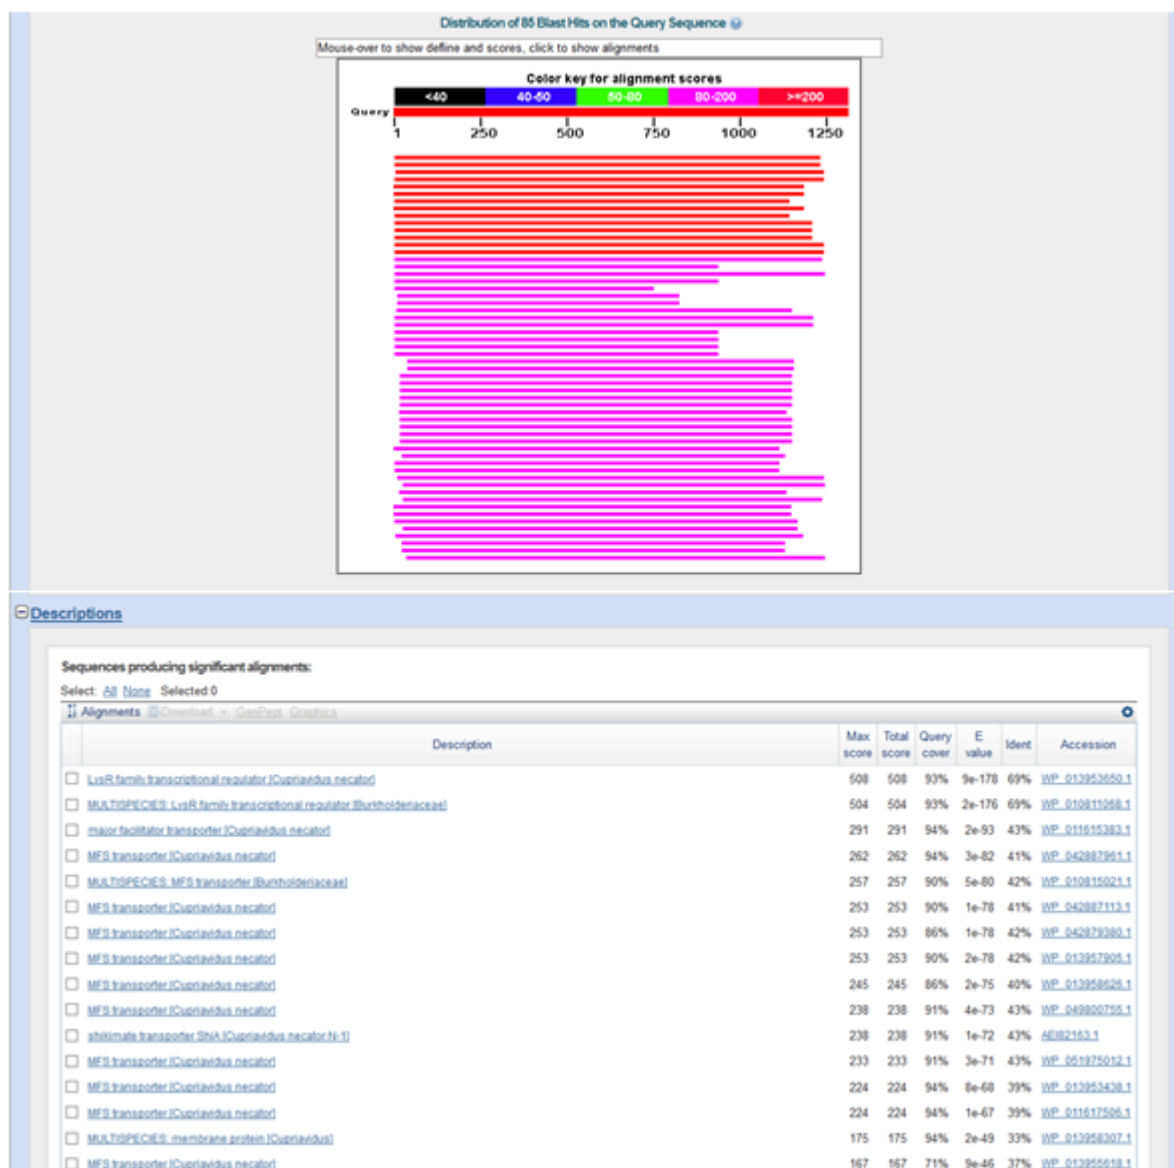 Distribution of 85 Blast Hits on the Query Sequence
Mouse-over to show defline and scores, click to show alignments
Color key for alignment scores
<40 40-50 50-80 80-200 >=200
Query
1 250 500 750 1000 1250
Descriptions
Sequences producing significant alignments:
Select: All None Selected:0
Alignments Download GenPept Graphics
Description Max score Total score Query cover E value Ident Accession
LysR family transcriptional regulator [Cupriavidus necator] 508 508 93% 9e-178 69% WP_013953650.1
MULTISPECIES: LysR family transcriptional regulator [Burkholderiaceae] 504 504 93% 2e-176 69% WP_010811068.1
major facilitator transporter [Cupriavidus necator] 291 291 94% 2e-93 43% WP_011615383.1
MFS transporter [Cupriavidus necator] 262 262 94% 3e-82 41% WP_042887961.1
MULTISPECIES: MFS transporter [Burkholderiaceae] 257 257 90% 5e-80 42% WP_010815021.1
MFS transporter [Cupriavidus necator] 253 253 90% 1e-78 41% WP_042887113.1
MFS transporter [Cupriavidus necator] 253 253 86% 1e-78 42% WP_042879380.1
MFS transporter [Cupriavidus necator] 253 253 90% 2e-78 42% WP_013957905.1
MFS transporter [Cupriavidus necator] 245 245 86% 2e-75 40% WP_013958626.1
MFS transporter [Cupriavidus necator] 238 238 91% 4e-73 43% WP_049800755.1
shikimate transporter ShiA [Cupriavidus necator N-1] 238 238 91% 1e-72 43% AEI82163.1
MFS transporter [Cupriavidus necator] 233 233 91% 3e-71 43% WP_051975012.1
MFS transporter [Cupriavidus necator] 224 224 94% 8e-68 39% WP_013953438.1
MFS transporter [Cupriavidus necator] 224 224 94% 1e-67 39% WP_011617506.1
MULTISPECIES: membrane protein [Cupriavidus] 175 175 94% 2e-49 33% WP_013958307.1
MFS transporter [Cupriavidus necator] 167 167 71% 9e-46 37% WP_013955618.1